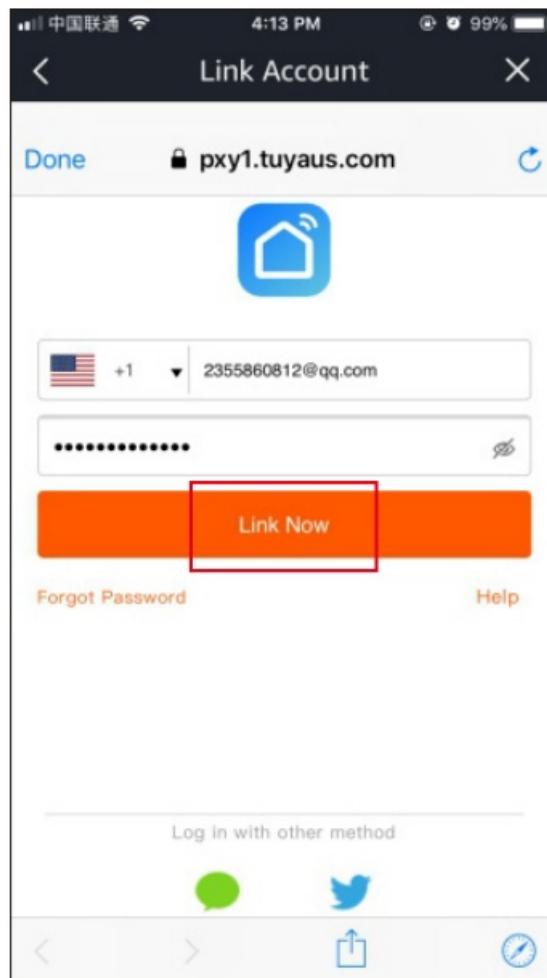 中国联通 4:13 PM 99%
Link Account
Done pxy1.tuyaus.com
+1 2355860812@qq.com
•••••••••••••
Link Now
Forgot Password Help
Log in with other method